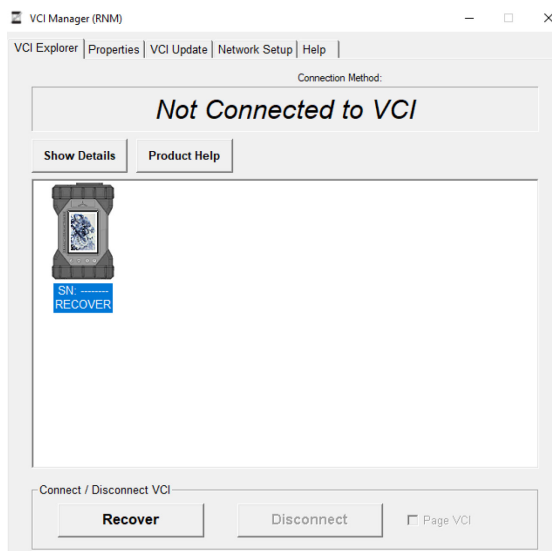 VCI Manager (RNM)
VCI Explorer Properties VCI Update Network Setup Help
Connection Method:
Not Connected to VCI
Show Details Product Help
SN: --------
RECOVER
Connect / Disconnect VCI
Recover Disconnect Page VCI